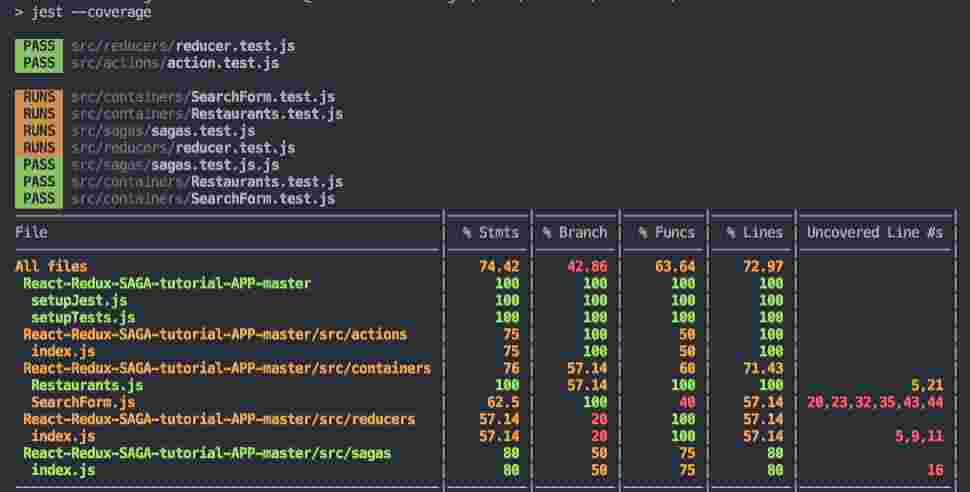 > jest --coverage
PASS src/reducers/reducer.test.js
PASS src/actions/action.test.js
RUNS src/containers/SearchForm.test.js
RUNS src/containers/Restaurants.test.js
RUNS src/sagas/sagas.test.js
RUNS src/reducers/reducer.test.js
PASS src/sagas/sagas.test.js.js
PASS src/containers/Restaurants.test.js
PASS src/containers/SearchForm.test.js
File | % Stmts | % Branch | % Funcs | % Lines | Uncovered Line #s |
All files | 74.42 | 42.86 | 63.64 | 72.97 | |
React-Redux-SAGA-tutorial-APP-master | 100 | 100 | 100 | 100 | |
setupJest.js | 100 | 100 | 100 | 100 | |
setupTests.js | 100 | 100 | 100 | 100 | |
React-Redux-SAGA-tutorial-APP-master/src/actions | 75 | 100 | 50 | 100 | |
index.js | 75 | 100 | 50 | 100 | |
React-Redux-SAGA-tutorial-APP-master/src/containers | 76 | 57.14 | 60 | 71.43 | |
Restaurants.js | 100 | 57.14 | 100 | 100 | 5,21 |
SearchForm.js | 62.5 | 100 | 40 | 57.14 | 20,23,32,35,43,44 |
React-Redux-SAGA-tutorial-APP-master/src/reducers | 57.14 | 20 | 100 | 57.14 | |
index.js | 57.14 | 20 | 100 | 57.14 | 5,9,11 |
React-Redux-SAGA-tutorial-APP-master/src/sagas | 80 | 50 | 75 | 80 | |
index.js | 80 | 50 | 75 | 80 | 16 |